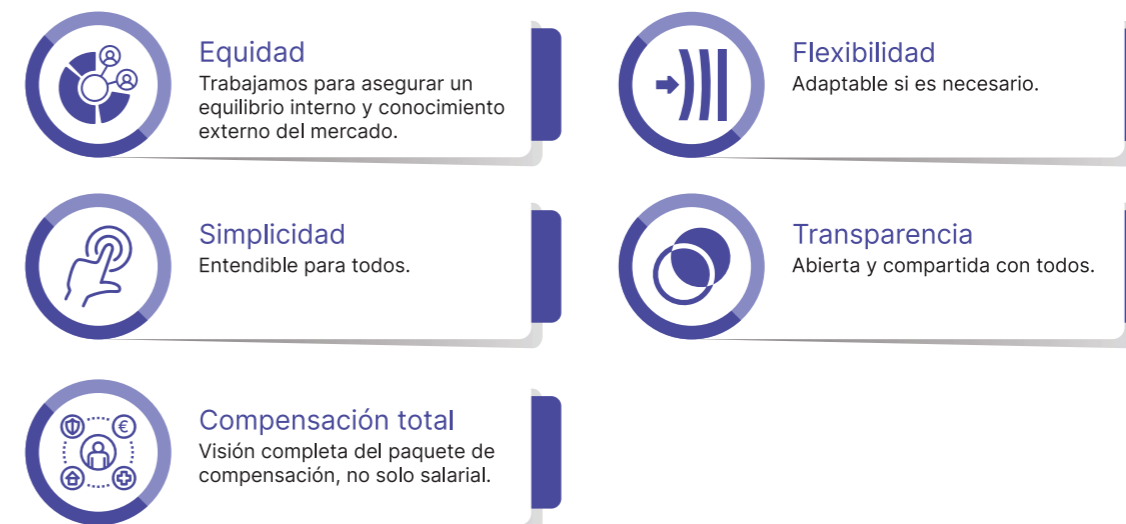 Equidad
Trabajamos para asegurar un
equilibrio interno y conocimiento
externo del mercado.
Flexibilidad
Adaptable si es necesario.
Simplicidad
Entendible para todos.
Transparencia
Abierta y compartida con todos.
Compensación total
Visión completa del paquete de
compensación, no solo salarial.
€